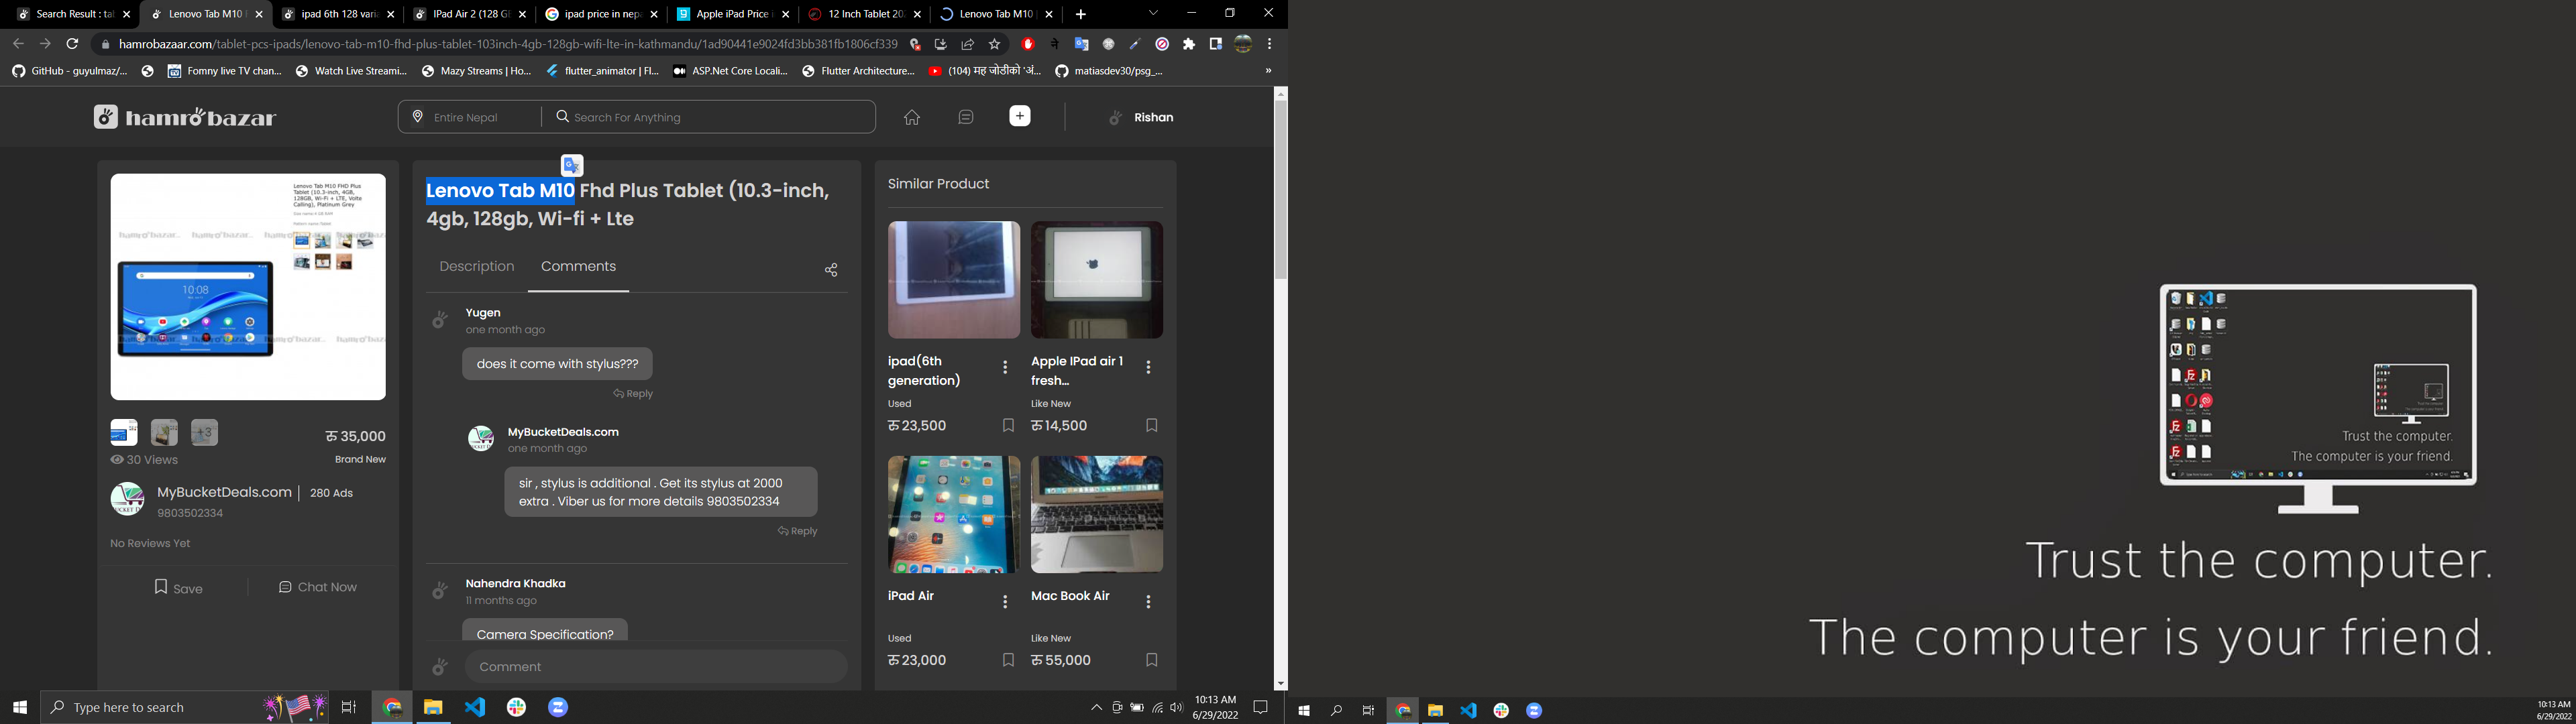 Search Result : tal
Lenovo Tab M10 F
ipad 6th 128 varia
IPad Air 2 (128 GB
ipad price in nepa
Apple iPad Price i
12 Inch Tablet 202
Lenovo Tab M10 |
hamrobazaar.com/tablet-pcs-ipads/lenovo-tab-m10-fhd-plus-tablet-103inch-4gb-128gb-wifi-lte-in-kathmandu/1ad90441e9024fd3bb381fb1806cf339
GitHub - guyulmaz/...
Fomny live TV chan...
Watch Live Streami...
Mazy Streams | Ho...
flutter_animator | Fl...
ASP.Net Core Locali...
Flutter Architecture...
(104) मह जोडीको 'अं...
matiasdev30/psg_...
»
hamrobazar
Entire Nepal
Search For Anything
Rishan
Lenovo Tab M10 FHD Plus
Tablet (10.3-inch, 4GB,
128GB, Wi-Fi + LTE, Volte
Calling), Platinum Grey
hamrobazar...
10:08
+3
रु 35,000
30 Views
Brand New
MyBucketDeals.com
280 Ads
9803502334
No Reviews Yet
Save
Chat Now
Lenovo Tab M10 Fhd Plus Tablet (10.3-inch,
4gb, 128gb, Wi-fi + Lte
Description
Comments
Yugen
one month ago
does it come with stylus???
Reply
MyBucketDeals.com
one month ago
sir , stylus is additional . Get its stylus at 2000
extra . Viber us for more details 9803502334
Reply
Nahendra Khadka
11 months ago
Camera Specification?
Comment
Similar Product
ipad(6th
generation)
Used
रु 23,500
Apple IPad air 1
fresh...
Like New
रु 14,500
iPad Air
Used
रु 23,000
Mac Book Air
Like New
रु 55,000
Type here to search
10:13 AM
6/29/2022
Trust the computer.
The computer is your friend.
Trust the computer.
The computer is your friend.
10:13 AM
6/29/2022